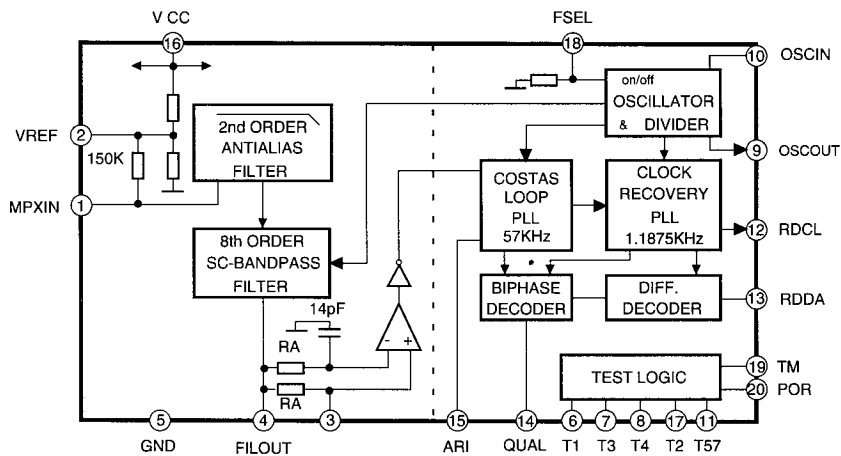 V CC
FSEL
16
18
10 OSCIN
on/off
OSCILLATOR
& DIVIDER
2nd ORDER
ANTIALIAS
FILTER
VREF 2
150K
9 OSCOUT
COSTAS
LOOP
PLL
57KHz
CLOCK
RECOVERY
PLL
1.1875KHz
MPXIN 1
12 RDCL
8th ORDER
SC-BANDPASS
FILTER
BIPHASE
DECODER
DIFF.
DECODER
13 RDDA
14pF
- +
RA
RA
TEST LOGIC
19 TM
20 POR
5 4 3 15 14 6 7 8 17 11
GND FILOUT ARI QUAL T1 T3 T4 T2 T57